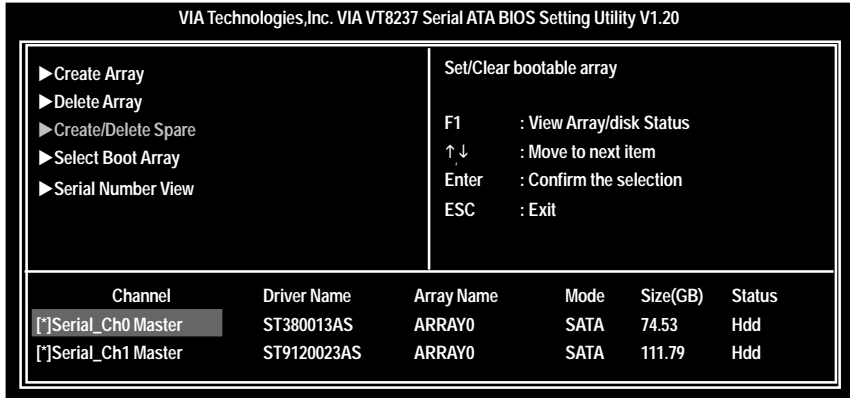 VIA Technologies,Inc. VIA VT8237 Serial ATA BIOS Setting Utility V1.20
▶Create Array
▶Delete Array
▶Create/Delete Spare
▶Select Boot Array
▶Serial Number View
Set/Clear bootable array
F1 : View Array/disk Status
↑,↓ : Move to next item
Enter : Confirm the selection
ESC : Exit
Channel Driver Name Array Name Mode Size(GB) Status
[*]Serial_Ch0 Master ST380013AS ARRAY0 SATA 74.53 Hdd
[*]Serial_Ch1 Master ST9120023AS ARRAY0 SATA 111.79 Hdd